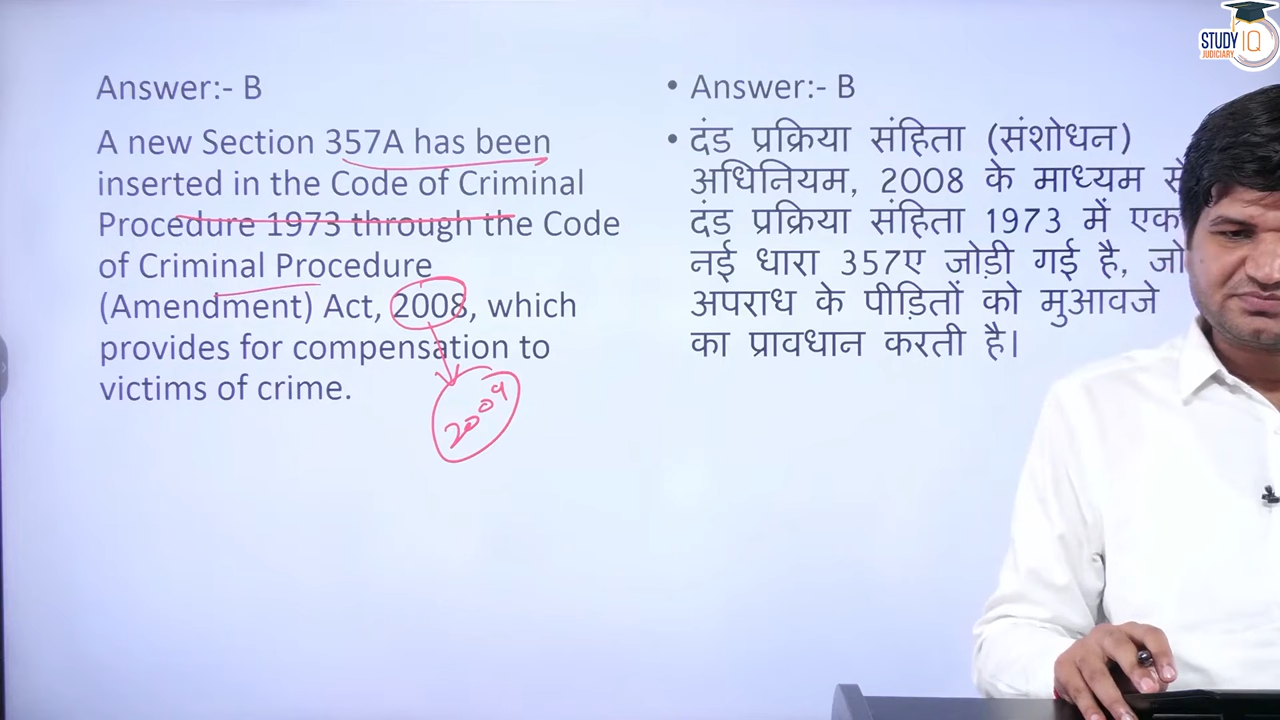 STUDY IQ
JUDICIARY
Answer:- B
A new Section 357A has been
inserted in the Code of Criminal
Procedure 1973 through the Code
of Criminal Procedure
(Amendment) Act, 2008, which
provides for compensation to
victims of crime.
2009
• Answer:- B
• दंड प्रक्रिया संहिता (संशोधन)
अधिनियम, 2008 के माध्यम से
दंड प्रक्रिया संहिता 1973 में एक
नई धारा 357ए जोड़ी गई है, जो
अपराध के पीड़ितों को मुआवजे
का प्रावधान करती है।